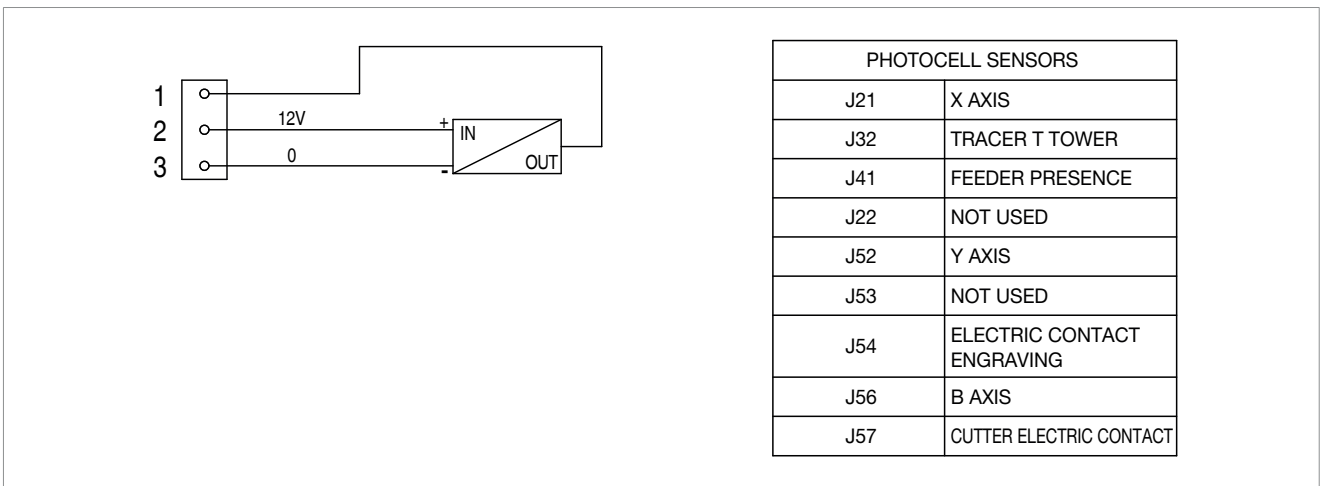 1
2
3
12V
0
+
-
IN
OUT
PHOTOCELL SENSORS
J21 X AXIS
J32 TRACER T TOWER
J41 FEEDER PRESENCE
J22 NOT USED
J52 Y AXIS
J53 NOT USED
J54 ELECTRIC CONTACT
ENGRAVING
J56 B AXIS
J57 CUTTER ELECTRIC CONTACT